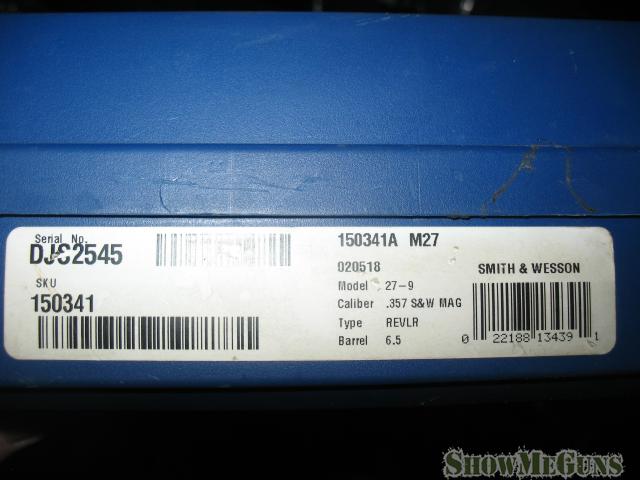 Serial No.
DJC2545
SKU
150341
150341A M27
020518
Model 27-9
Caliber .357 S&W MAG
Type REVLR
Barrel 6.5
SMITH & WESSON
0 22188 13439 1
ShowMeGuns